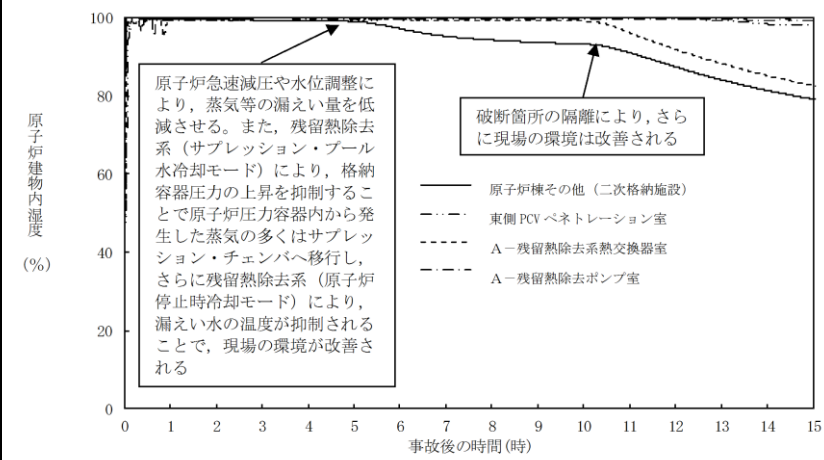 100
80
60
40
20
0
原子炉建物内湿度
(%)
原子炉急速減圧や水位調整に
より，蒸気等の漏えい量を低
減させる。また，残留熱除去
系（サプレッション・プール
水冷却モード）により，格納
容器圧力の上昇を抑制するこ
とで原子炉圧力容器内から発
生した蒸気の多くはサプレッ
ション・チェンバへ移行し，
さらに残留熱除去系（原子炉
停止時冷却モード）により，
漏えい水の温度が抑制される
ことで，現場の環境が改善さ
れる
破断箇所の隔離により，さら
に現場の環境は改善される
原子炉棟その他（二次格納施設）
東側 PCV ペネトレーション室
A－残留熱除去系熱交換器室
A－残留熱除去ポンプ室
0 1 2 3 4 5 6 7 8 9 10 11 12 13 14 15
事故後の時間(時)